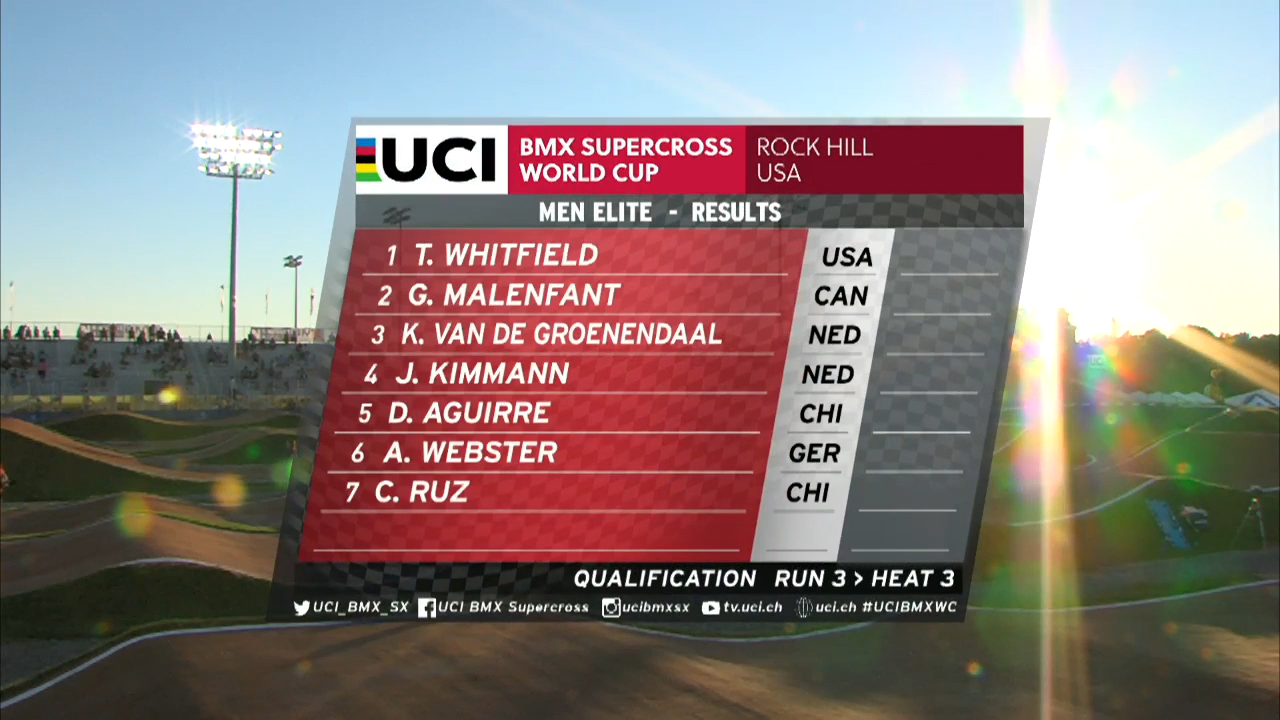 UCI BMX SUPERCROSS WORLD CUP ROCK HILL USA
MEN ELITE - RESULTS
1 T. WHITFIELD USA
2 G. MALENFANT CAN
3 K. VAN DE GROENENDAAL NED
4 J. KIMMANN NED
5 D. AGUIRRE CHI
6 A. WEBSTER GER
7 C. RUZ CHI
QUALIFICATION RUN 3 > HEAT 3
UCI_BMX_SX UCI BMX Supercross ucibmxsx tv.uci.ch uci.ch #UCIBMXWC